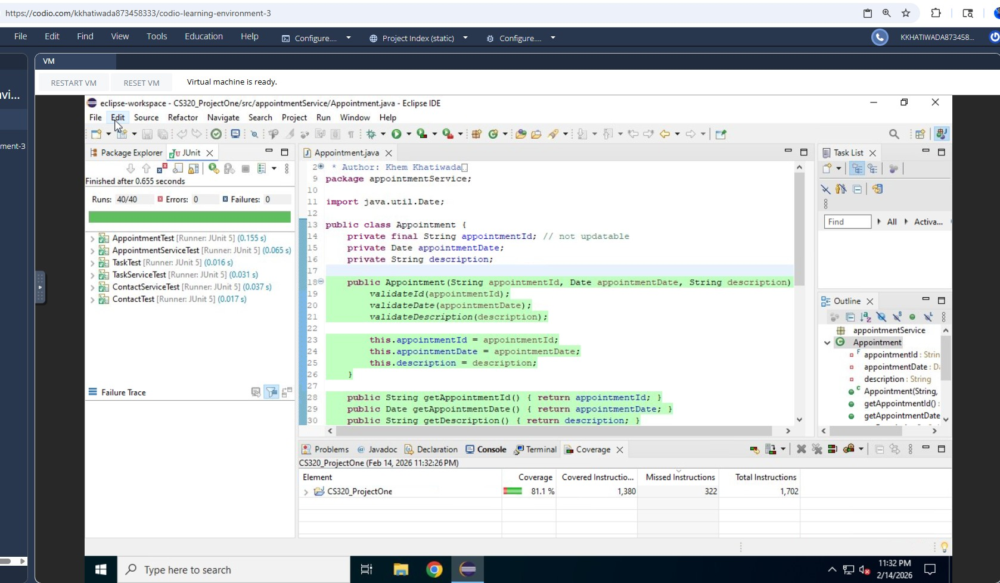 https://codio.com/kkhatiwada873458333/codio-learning-environment-3
File Edit Find View Tools Education Help Configure.... Project Index (static) Configure.... KKHATIWADA873458...
VM
RESTART VM RESET VM Virtual machine is ready.
nvi...
ment-3
eclipse-workspace - CS320_ProjectOne/src/appointmentService/Appointment.java - Eclipse IDE
File Edit Source Refactor Navigate Search Project Run Window Help
Package Explorer JUnit
Finished after 0.655 seconds
Runs: 40/40 Errors: 0 Failures: 0
AppointmentTest [Runner: JUnit 5] (0.155 s)
AppointmentServiceTest [Runner: JUnit 5] (0.065 s)
TaskTest [Runner: JUnit 5] (0.016 s)
TaskServiceTest [Runner: JUnit 5] (0.031 s)
ContactServiceTest [Runner: JUnit 5] (0.037 s)
ContactTest [Runner: JUnit 5] (0.017 s)
Failure Trace
Appointment.java
2 * Author: Khem Khatiwada
9 package appointmentService;
10
11 import java.util.Date;
12
13 public class Appointment {
14 private final String appointmentId; // not updatable
15 private Date appointmentDate;
16 private String description;
17
18 public Appointment(String appointmentId, Date appointmentDate, String description)
19 validateId(appointmentId);
20 validateDate(appointmentDate);
21 validateDescription(description);
22
23 this.appointmentId = appointmentId;
24 this.appointmentDate = appointmentDate;
25 this.description = description;
26 }
27
28 public String getAppointmentId() { return appointmentId; }
29 public Date getAppointmentDate() { return appointmentDate; }
30 public String getDescription() { return description; }
Task List
Find All Activa...
Outline
appointmentService
Appointment
appointmentId : Strin
appointmentDate : Da
description : String
Appointment(String,
getAppointmentId() :
getAppointmentDate
Problems Javadoc Declaration Console Terminal Coverage
CS320_ProjectOne (Feb 14, 2026 11:32:26 PM)
Element Coverage Covered Instructio... Missed Instructions Total Instructions
CS320_ProjectOne 81.1 % 1,380 322 1,702
Type here to search
11:32 PM
2/14/2026